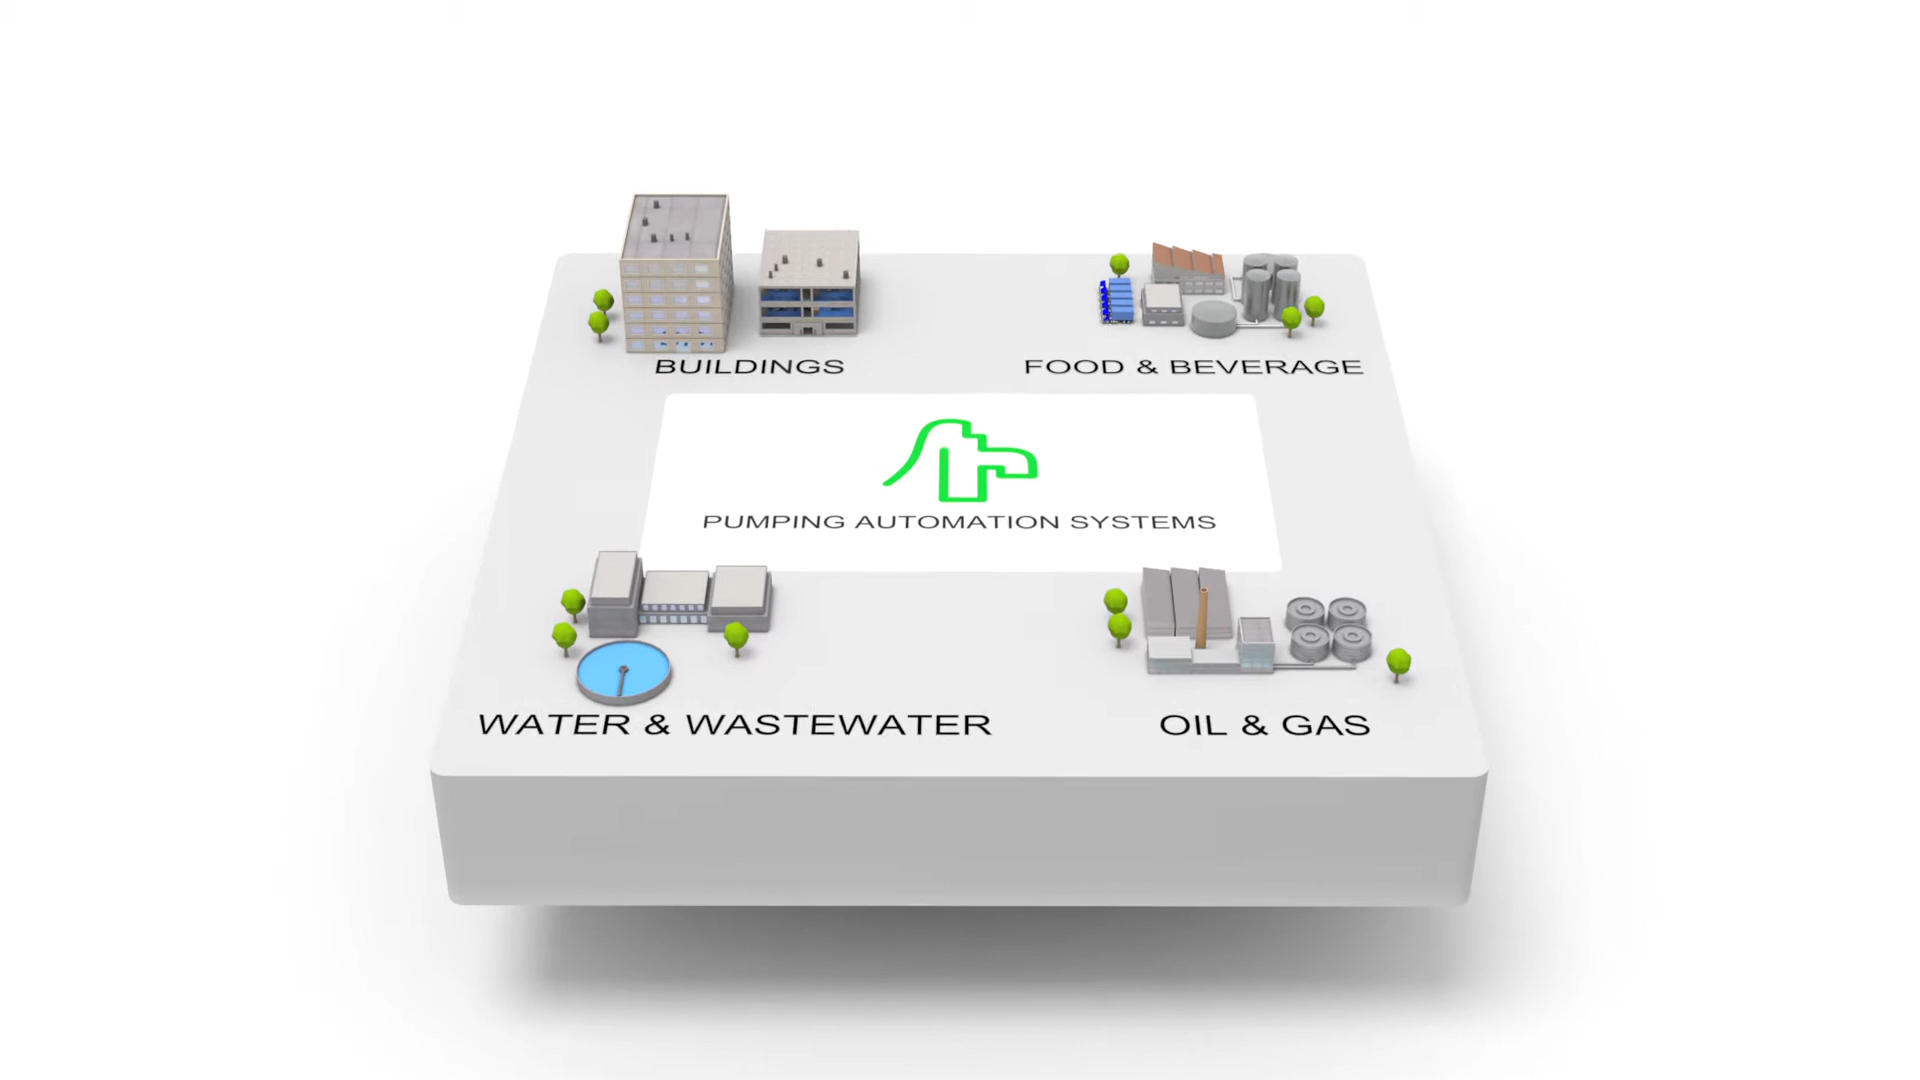 BUILDINGS
FOOD & BEVERAGE
PUMPING AUTOMATION SYSTEMS
WATER & WASTEWATER
OIL & GAS